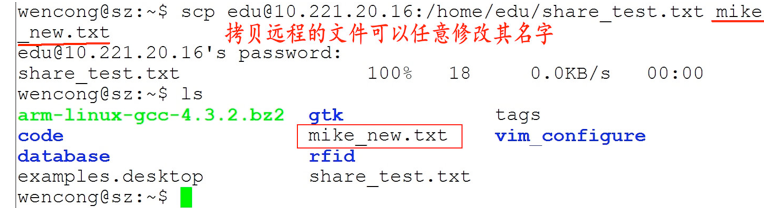 wencong@sz:~$ scp edu@10.221.20.16:/home/edu/share_test.txt mike
_new.txt
拷贝远程的文件可以任意修改其名字
edu@10.221.20.16's password:
share_test.txt 100% 18 0.0KB/s 00:00
wencong@sz:~$ ls
arm-linux-gcc-4.3.2.bz2 gtk tags
code mike_new.txt vim_configure
database rfid
examples.desktop share_test.txt
wencong@sz:~$